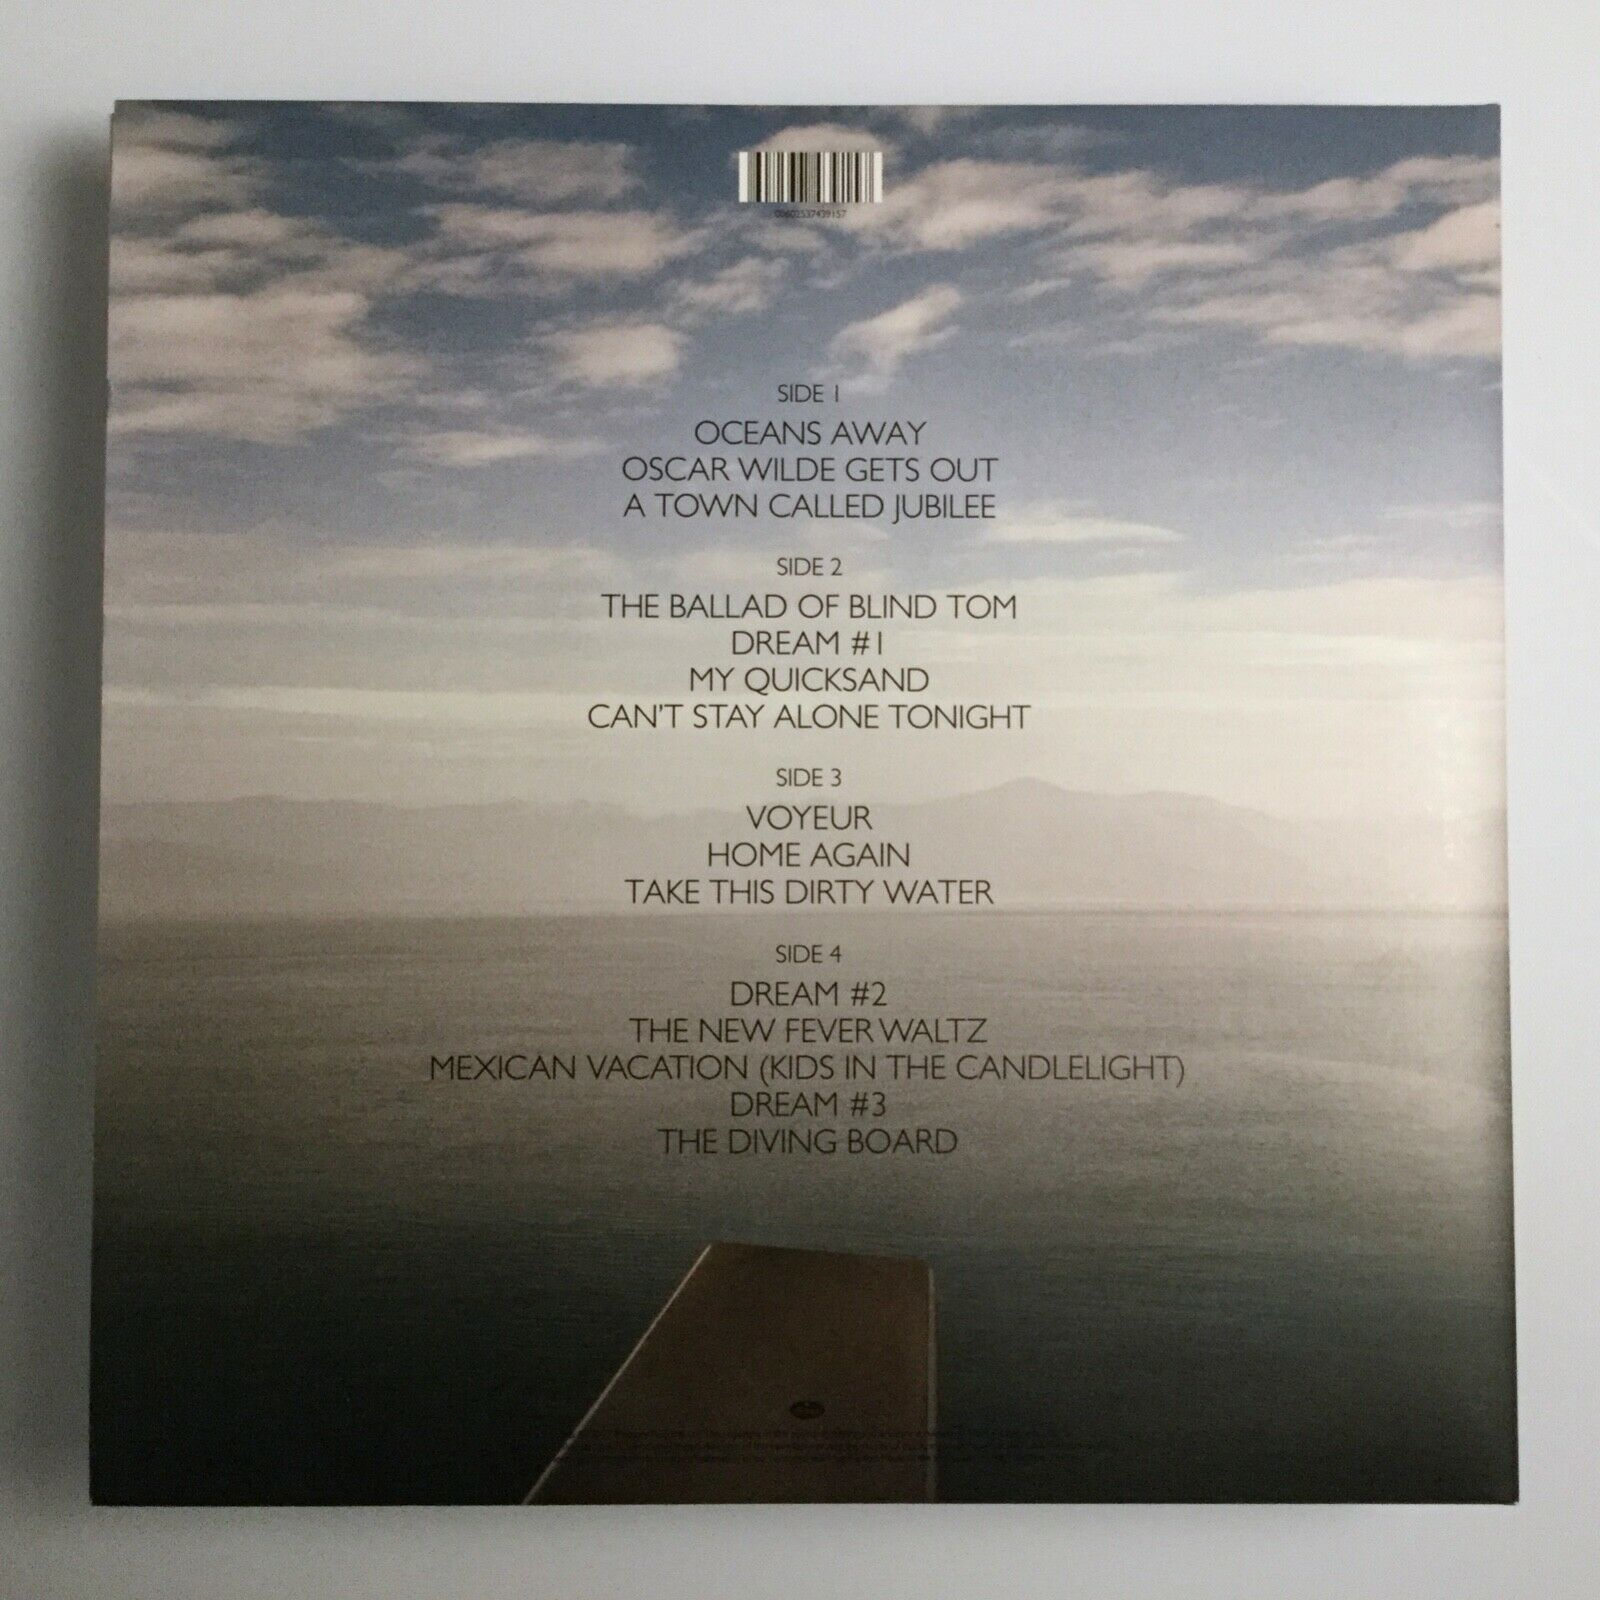 00602537439157
SIDE 1
OCEANS AWAY
OSCAR WILDE GETS OUT
A TOWN CALLED JUBILEE
SIDE 2
THE BALLAD OF BLIND TOM
DREAM #1
MY QUICKSAND
CAN'T STAY ALONE TONIGHT
SIDE 3
VOYEUR
HOME AGAIN
TAKE THIS DIRTY WATER
SIDE 4
DREAM #2
THE NEW FEVER WALTZ
MEXICAN VACATION (KIDS IN THE CANDLELIGHT)
DREAM #3
THE DIVING BOARD